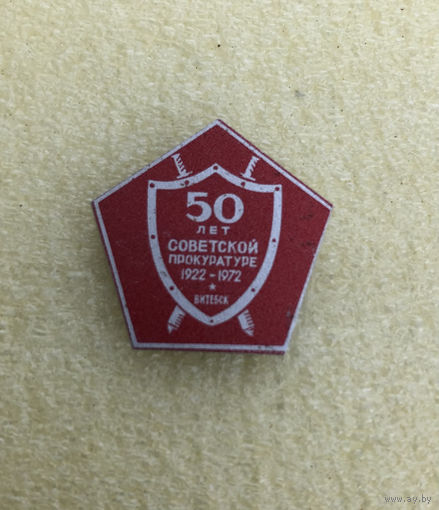 50
ЛЕТ
СОВЕТСКОЙ
ПРОКУРАТУРЕ
1922-1972
ВИТЕБСК
www.ay.by